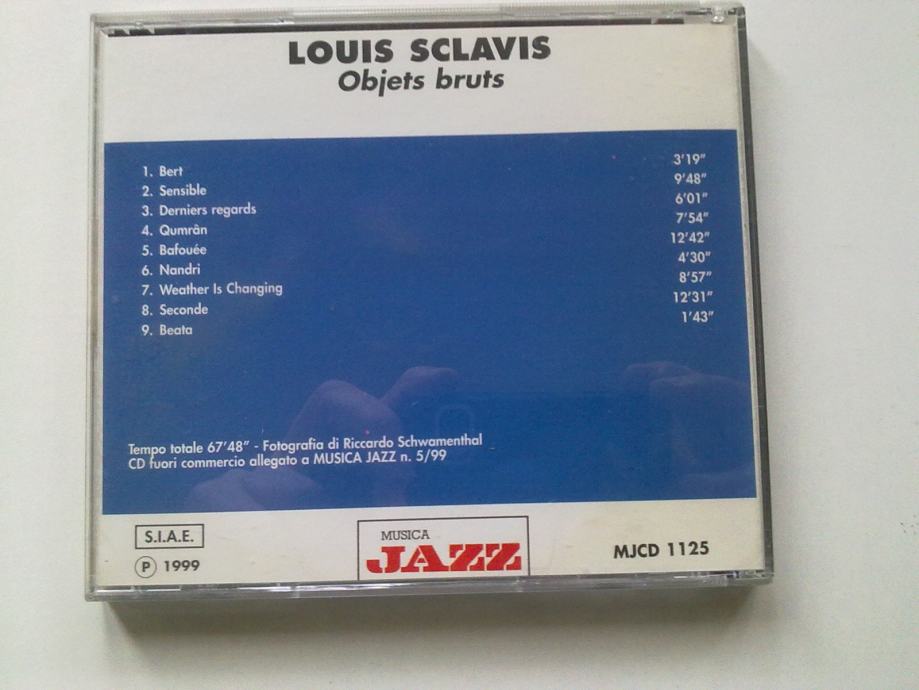 LOUIS SCLAVIS
Objets bruts
1. Bert 3'19"
2. Sensible 9'48"
3. Derniers regards 6'01"
4. Qumràn 7'54"
5. Bafouée 12'42"
6. Nandri 4'30"
7. Weather Is Changing 8'57"
8. Seconde 12'31"
9. Beata 1'43"
Tempo totale 67'48" - Fotografia di Riccardo Schwamenthal
CD fuori commercio allegato a MUSICA JAZZ n. 5/99
S.I.A.E.
Ⓟ 1999
MUSICA
JAZZ
MJCD 1125